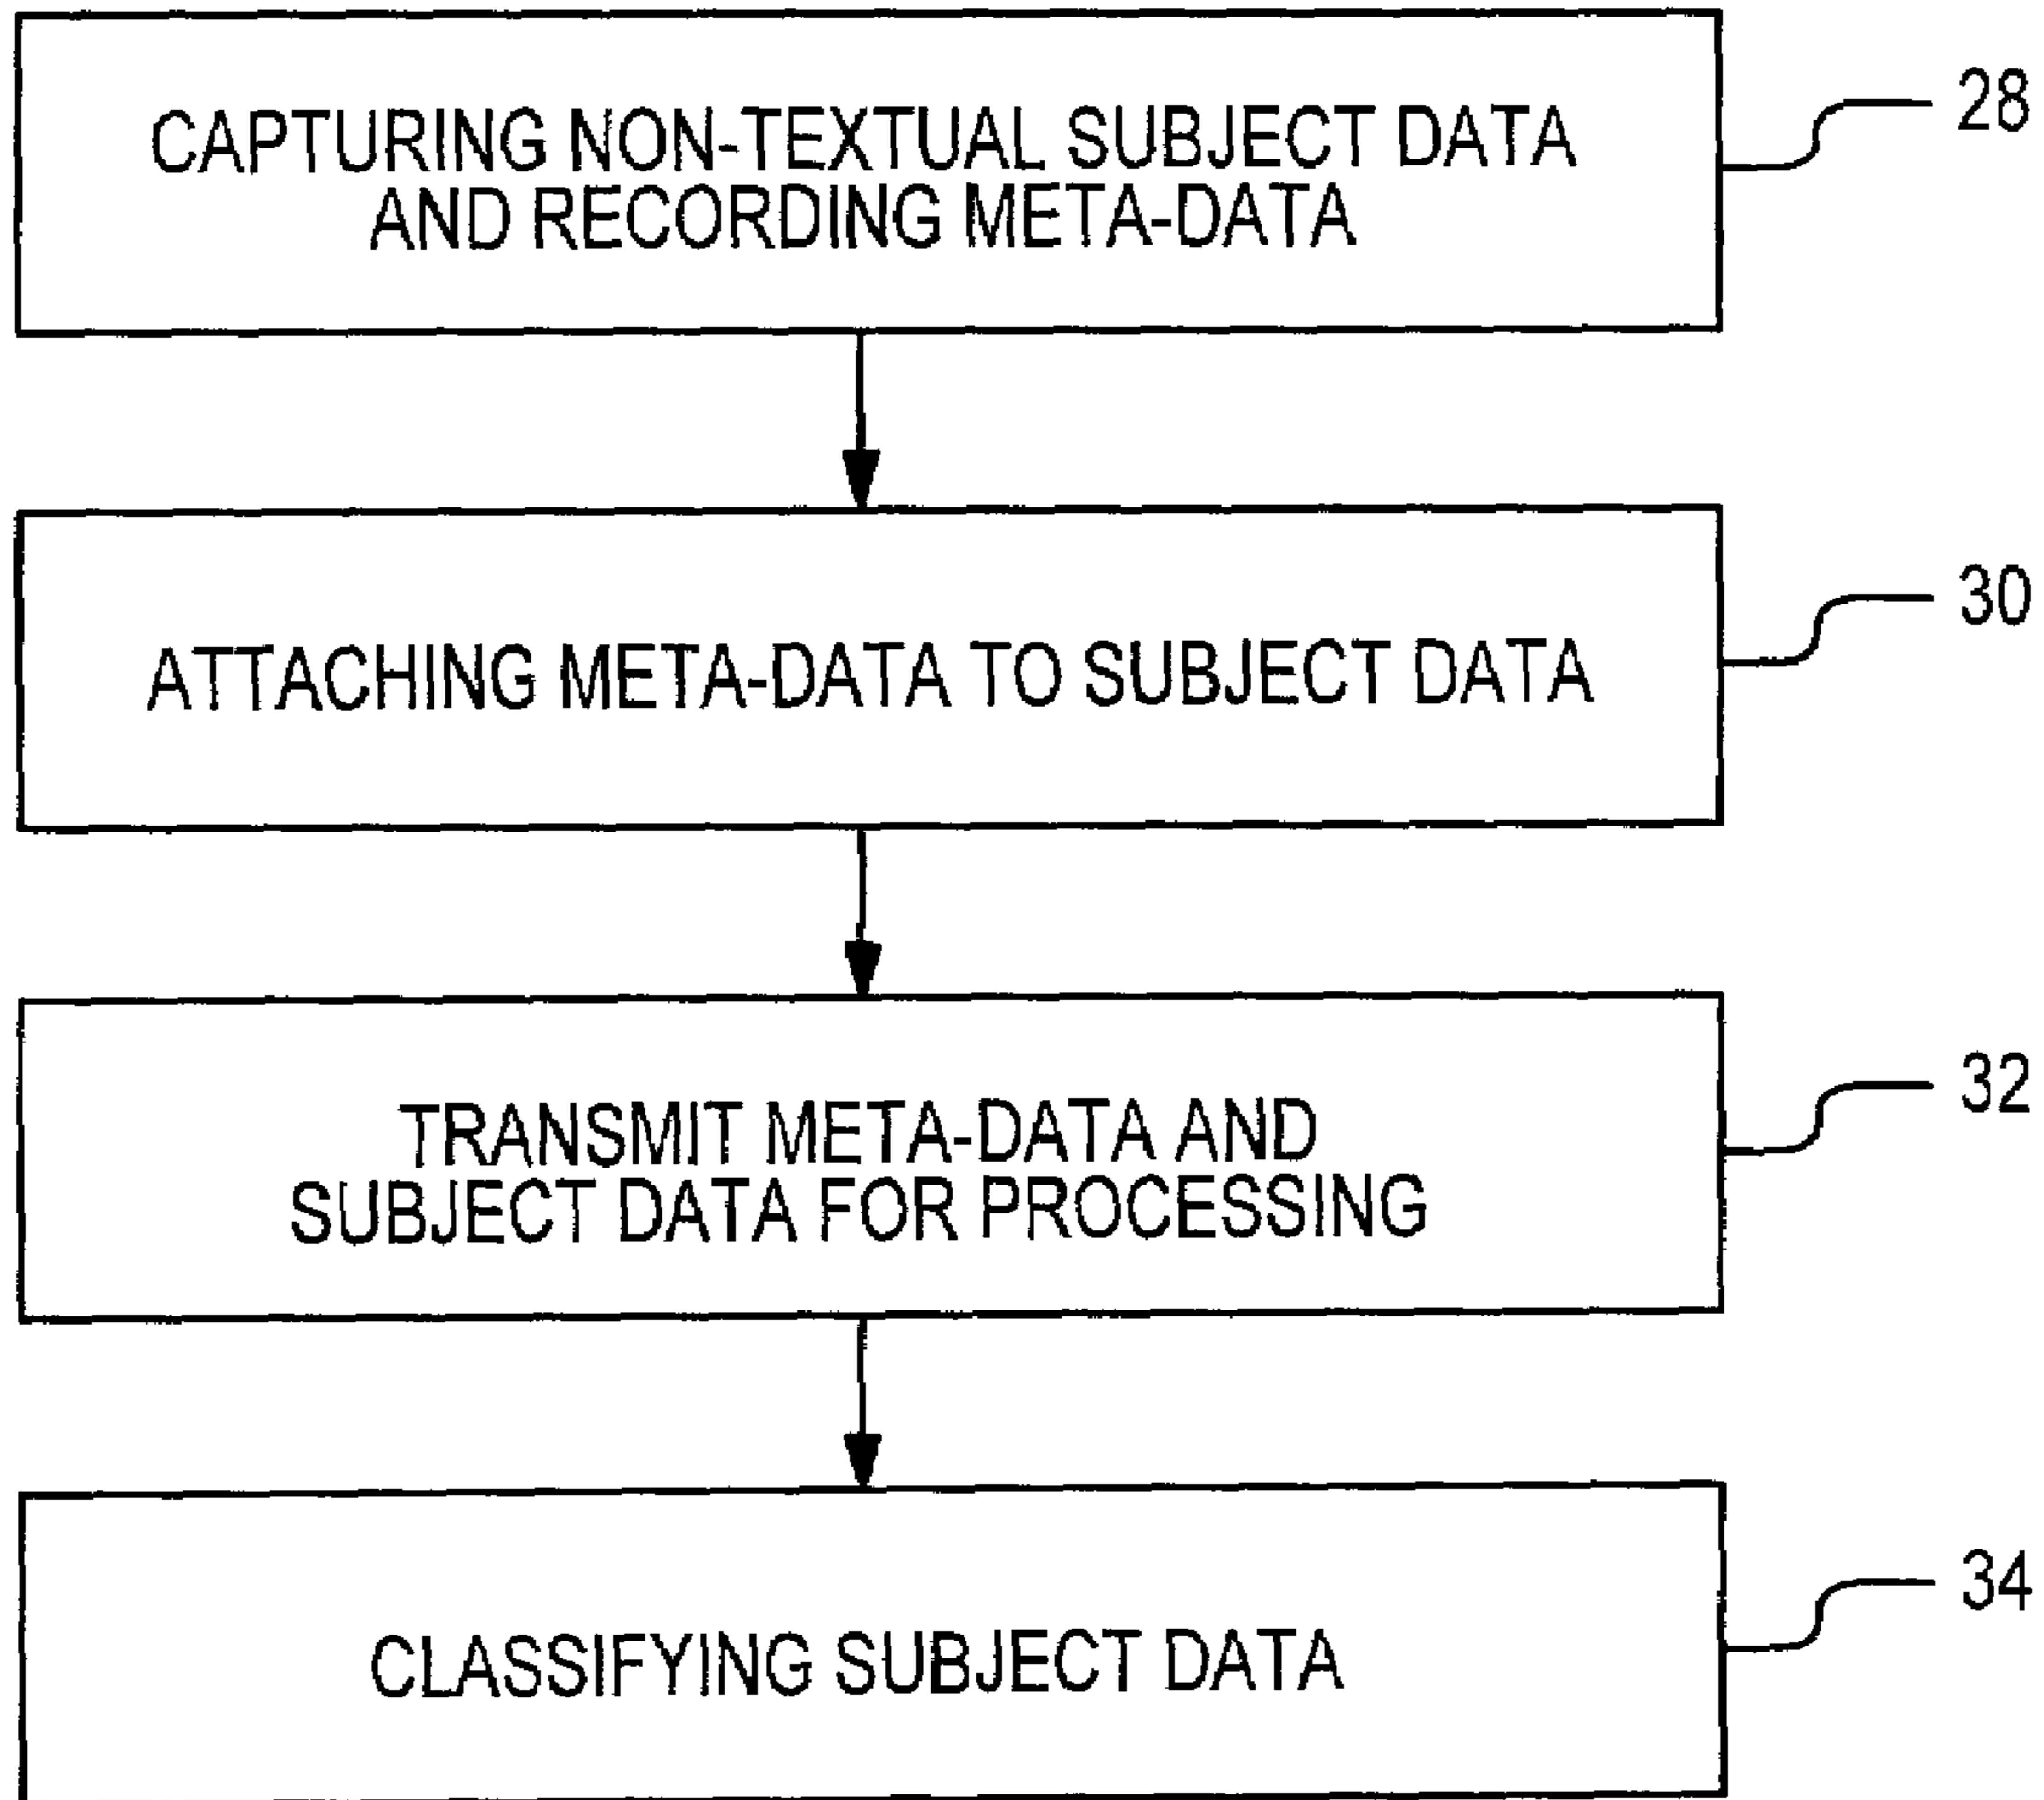 CAPTURING NON-TEXTUAL SUBJECT DATA
AND RECORDING META-DATA
28
ATTACHING META-DATA TO SUBJECT DATA
30
TRANSMIT META-DATA AND
SUBJECT DATA FOR PROCESSING
32
CLASSIFYING SUBJECT DATA
34